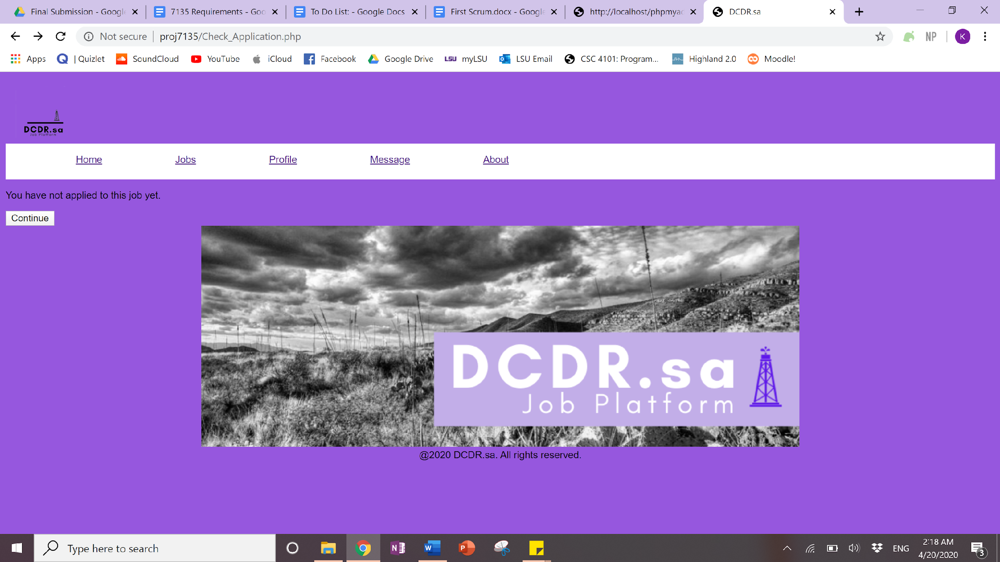 Final Submission - Googl
7135 Requirements - Goo
To Do List: - Google Docs
First Scrum.docx - Google
http://localhost/phpmyac
DCDR.sa
Not secure
proj7135/Check_Application.php
NP
K
Apps
| Quizlet
SoundCloud
YouTube
iCloud
Facebook
Google Drive
LSU myLSU
LSU Email
CSC 4101: Program...
Highland 2.0
Moodle!
DCDR.sa
Job Platform
Home
Jobs
Profile
Message
About
You have not applied to this job yet.
Continue
DCDR.sa
Job Platform
@2020 DCDR.sa. All rights reserved.
Type here to search
N
W
P
ENG
2:18 AM
4/20/2020
3